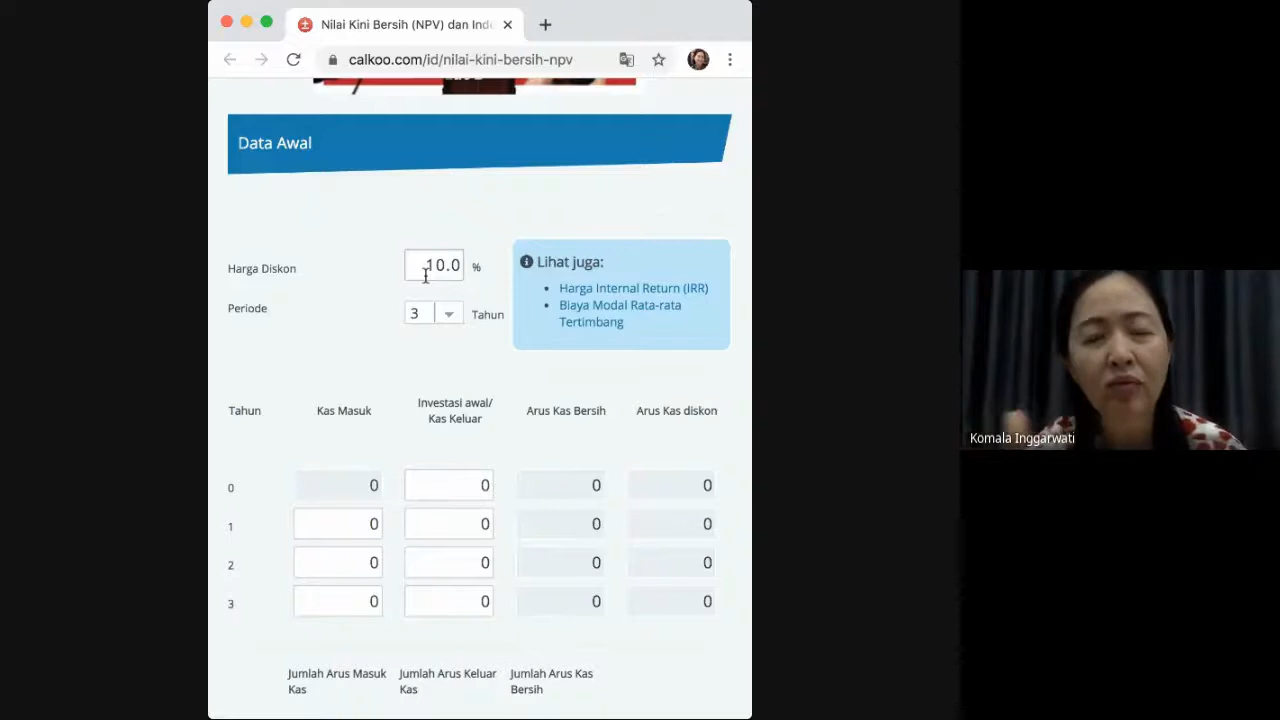 Nilai Kini Bersih (NPV) dan Inde
calkoo.com/id/nilai-kini-bersih-npv
Data Awal
Harga Diskon
10.0
%
Periode
3
Tahun
Lihat juga:
Harga Internal Return (IRR)
Biaya Modal Rata-rata
Tertimbang
Tahun
Kas Masuk
Investasi awal/
Kas Keluar
Arus Kas Bersih
Arus Kas diskon
0 0 0 0 0
1 0 0 0 0
2 0 0 0 0
3 0 0 0 0
Jumlah Arus Masuk
Kas
Jumlah Arus Keluar
Kas
Jumlah Arus Kas
Bersih
Komala Inggarwati